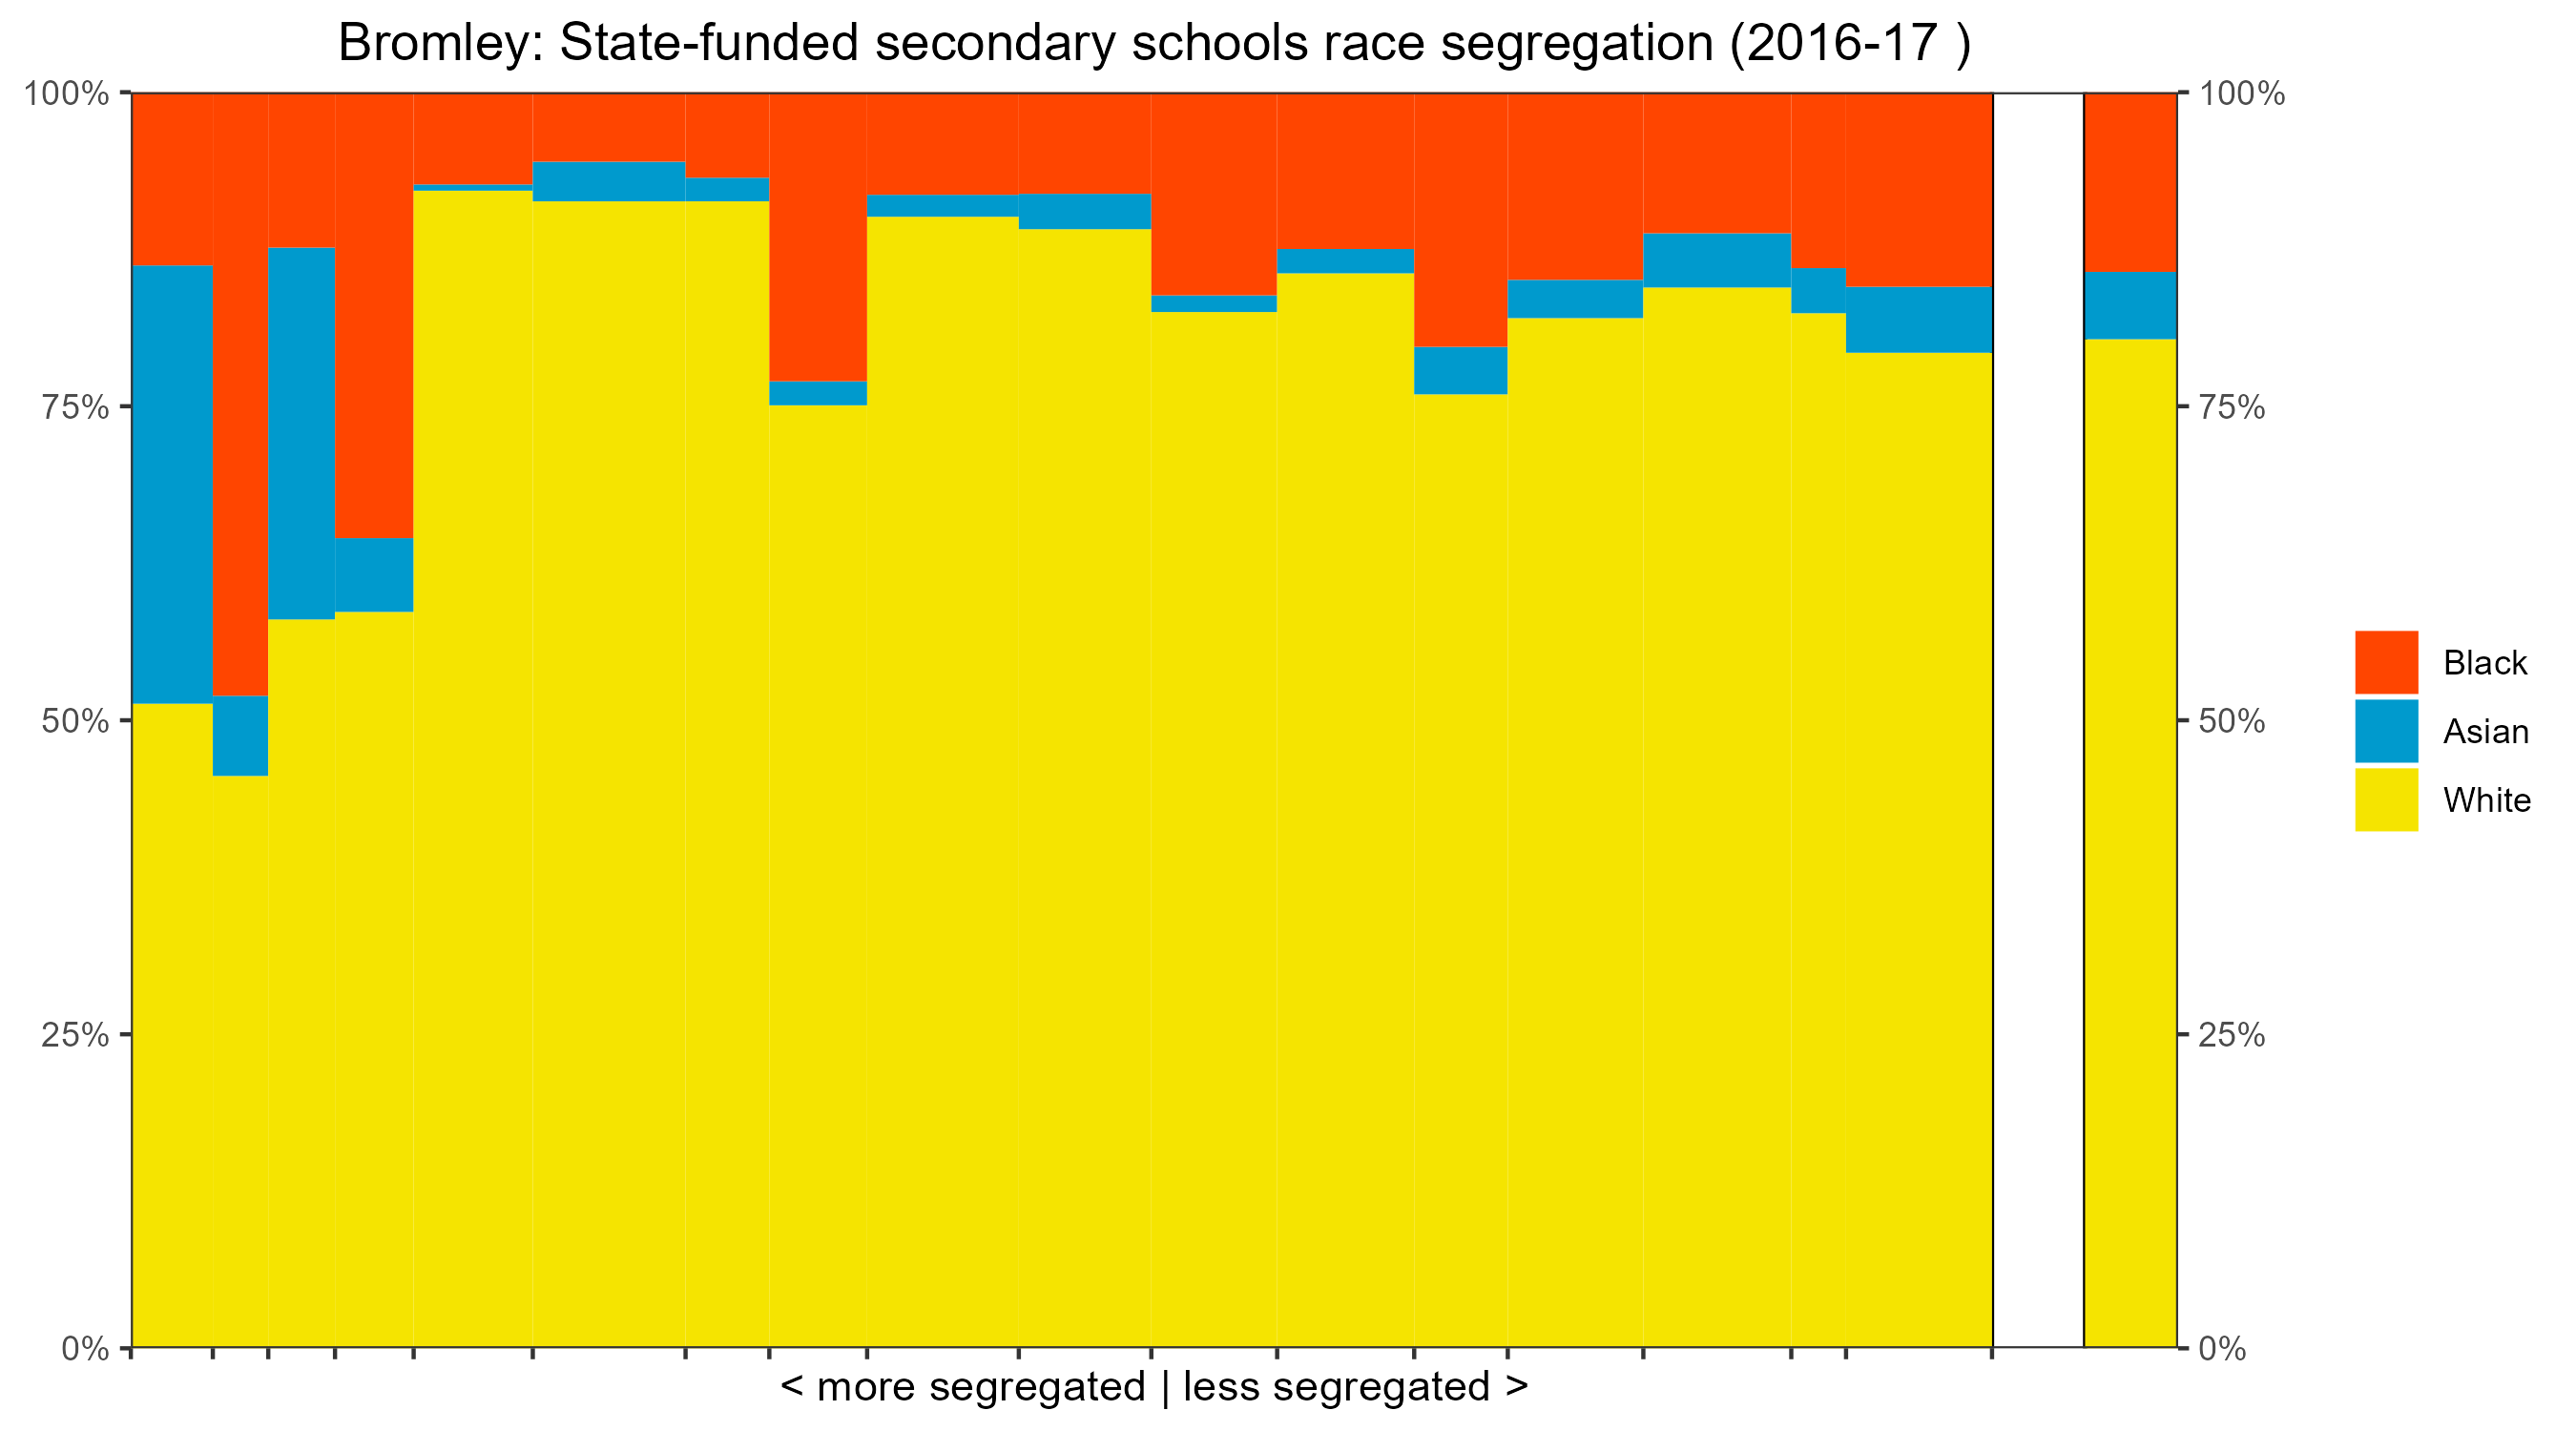 Bromley: State-funded secondary schools race segregation (2016-17 )
100%
75%
50%
25%
0%
100%
75%
50%
25%
0%
Black
Asian
White
< more segregated | less segregated >